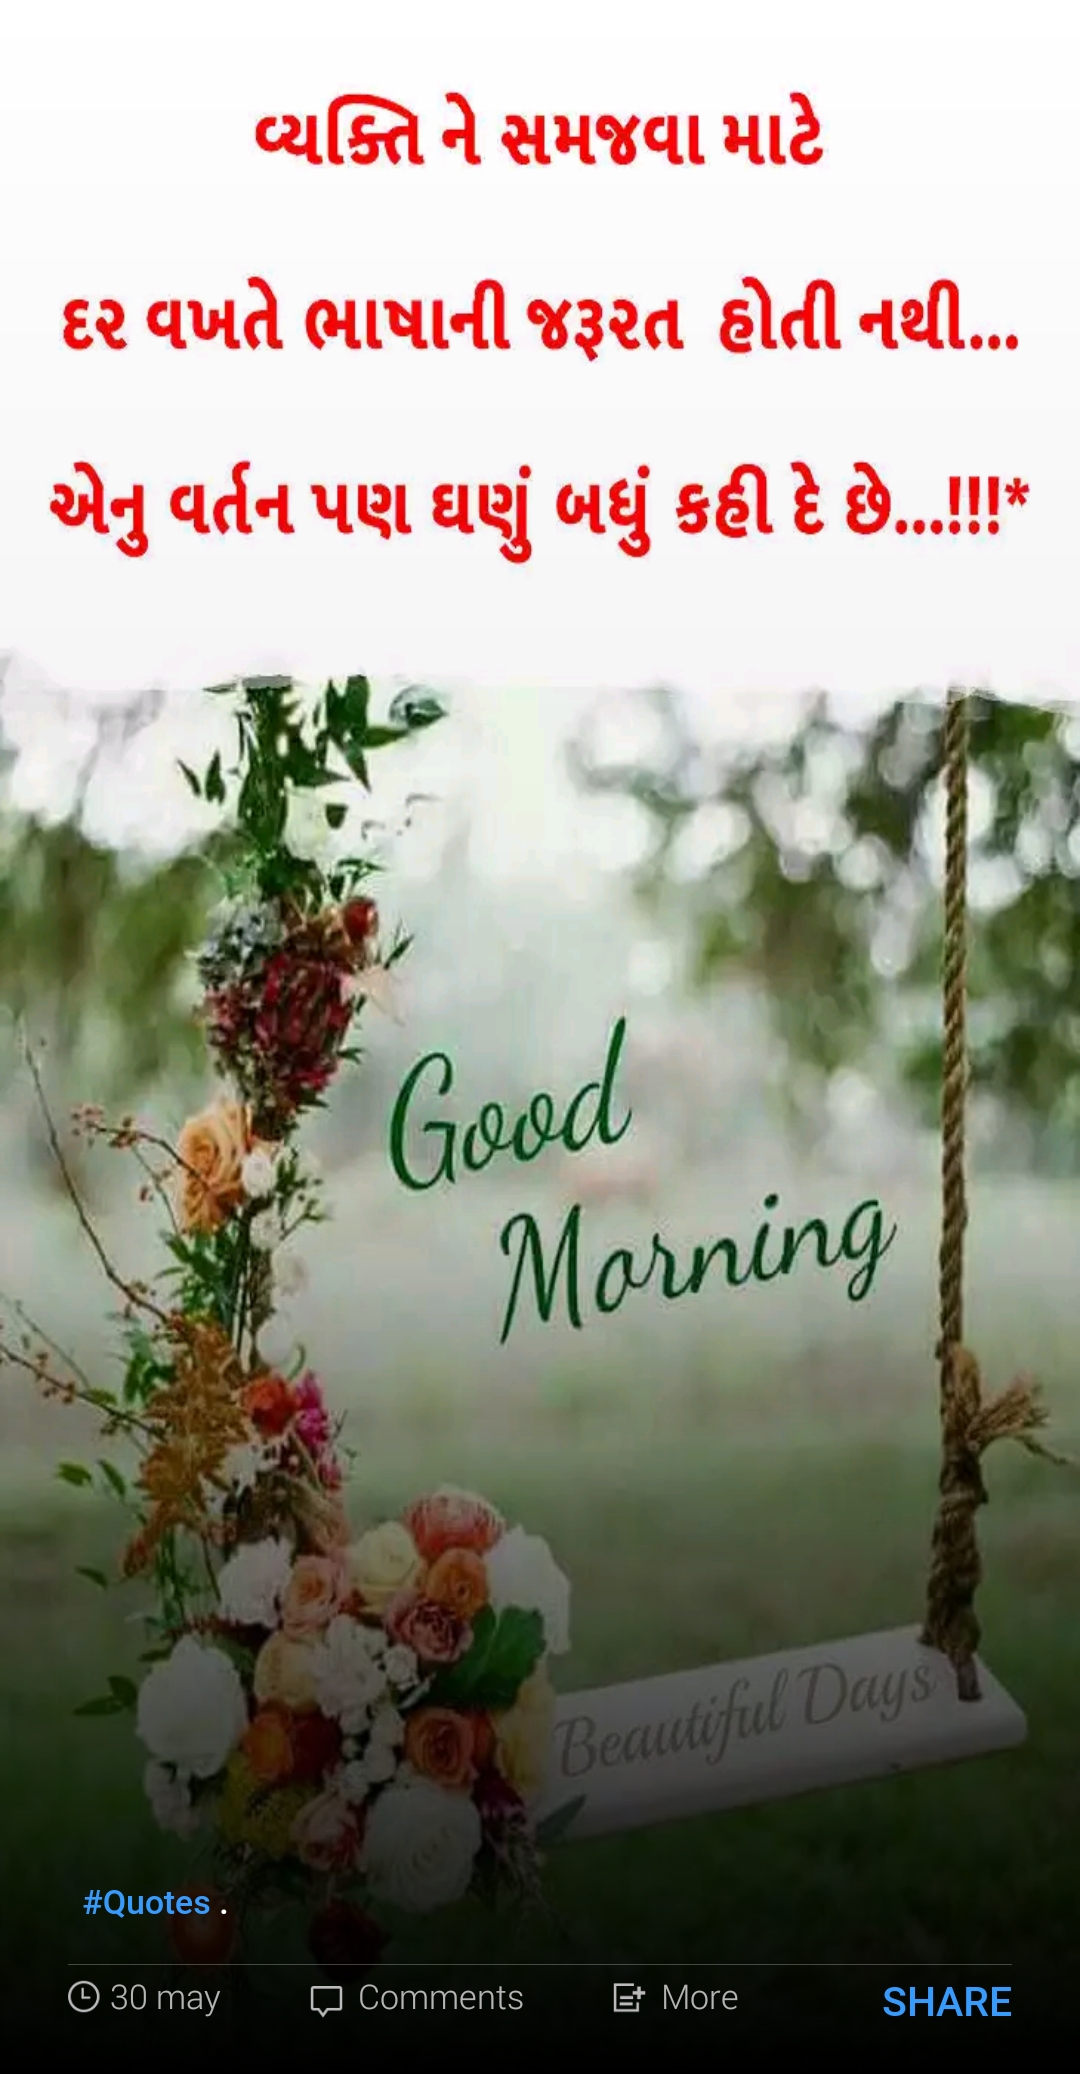 વ્યક્તિ ને સમજવા માટે
દર વખતે ભાષાની જરૂરત હોતી નથી...
એનુ વર્તન પણ ઘણું બધું કહી દે છે...!!!*
Good
Morning
Beautiful Days
#Quotes .
30 may Comments More SHARE